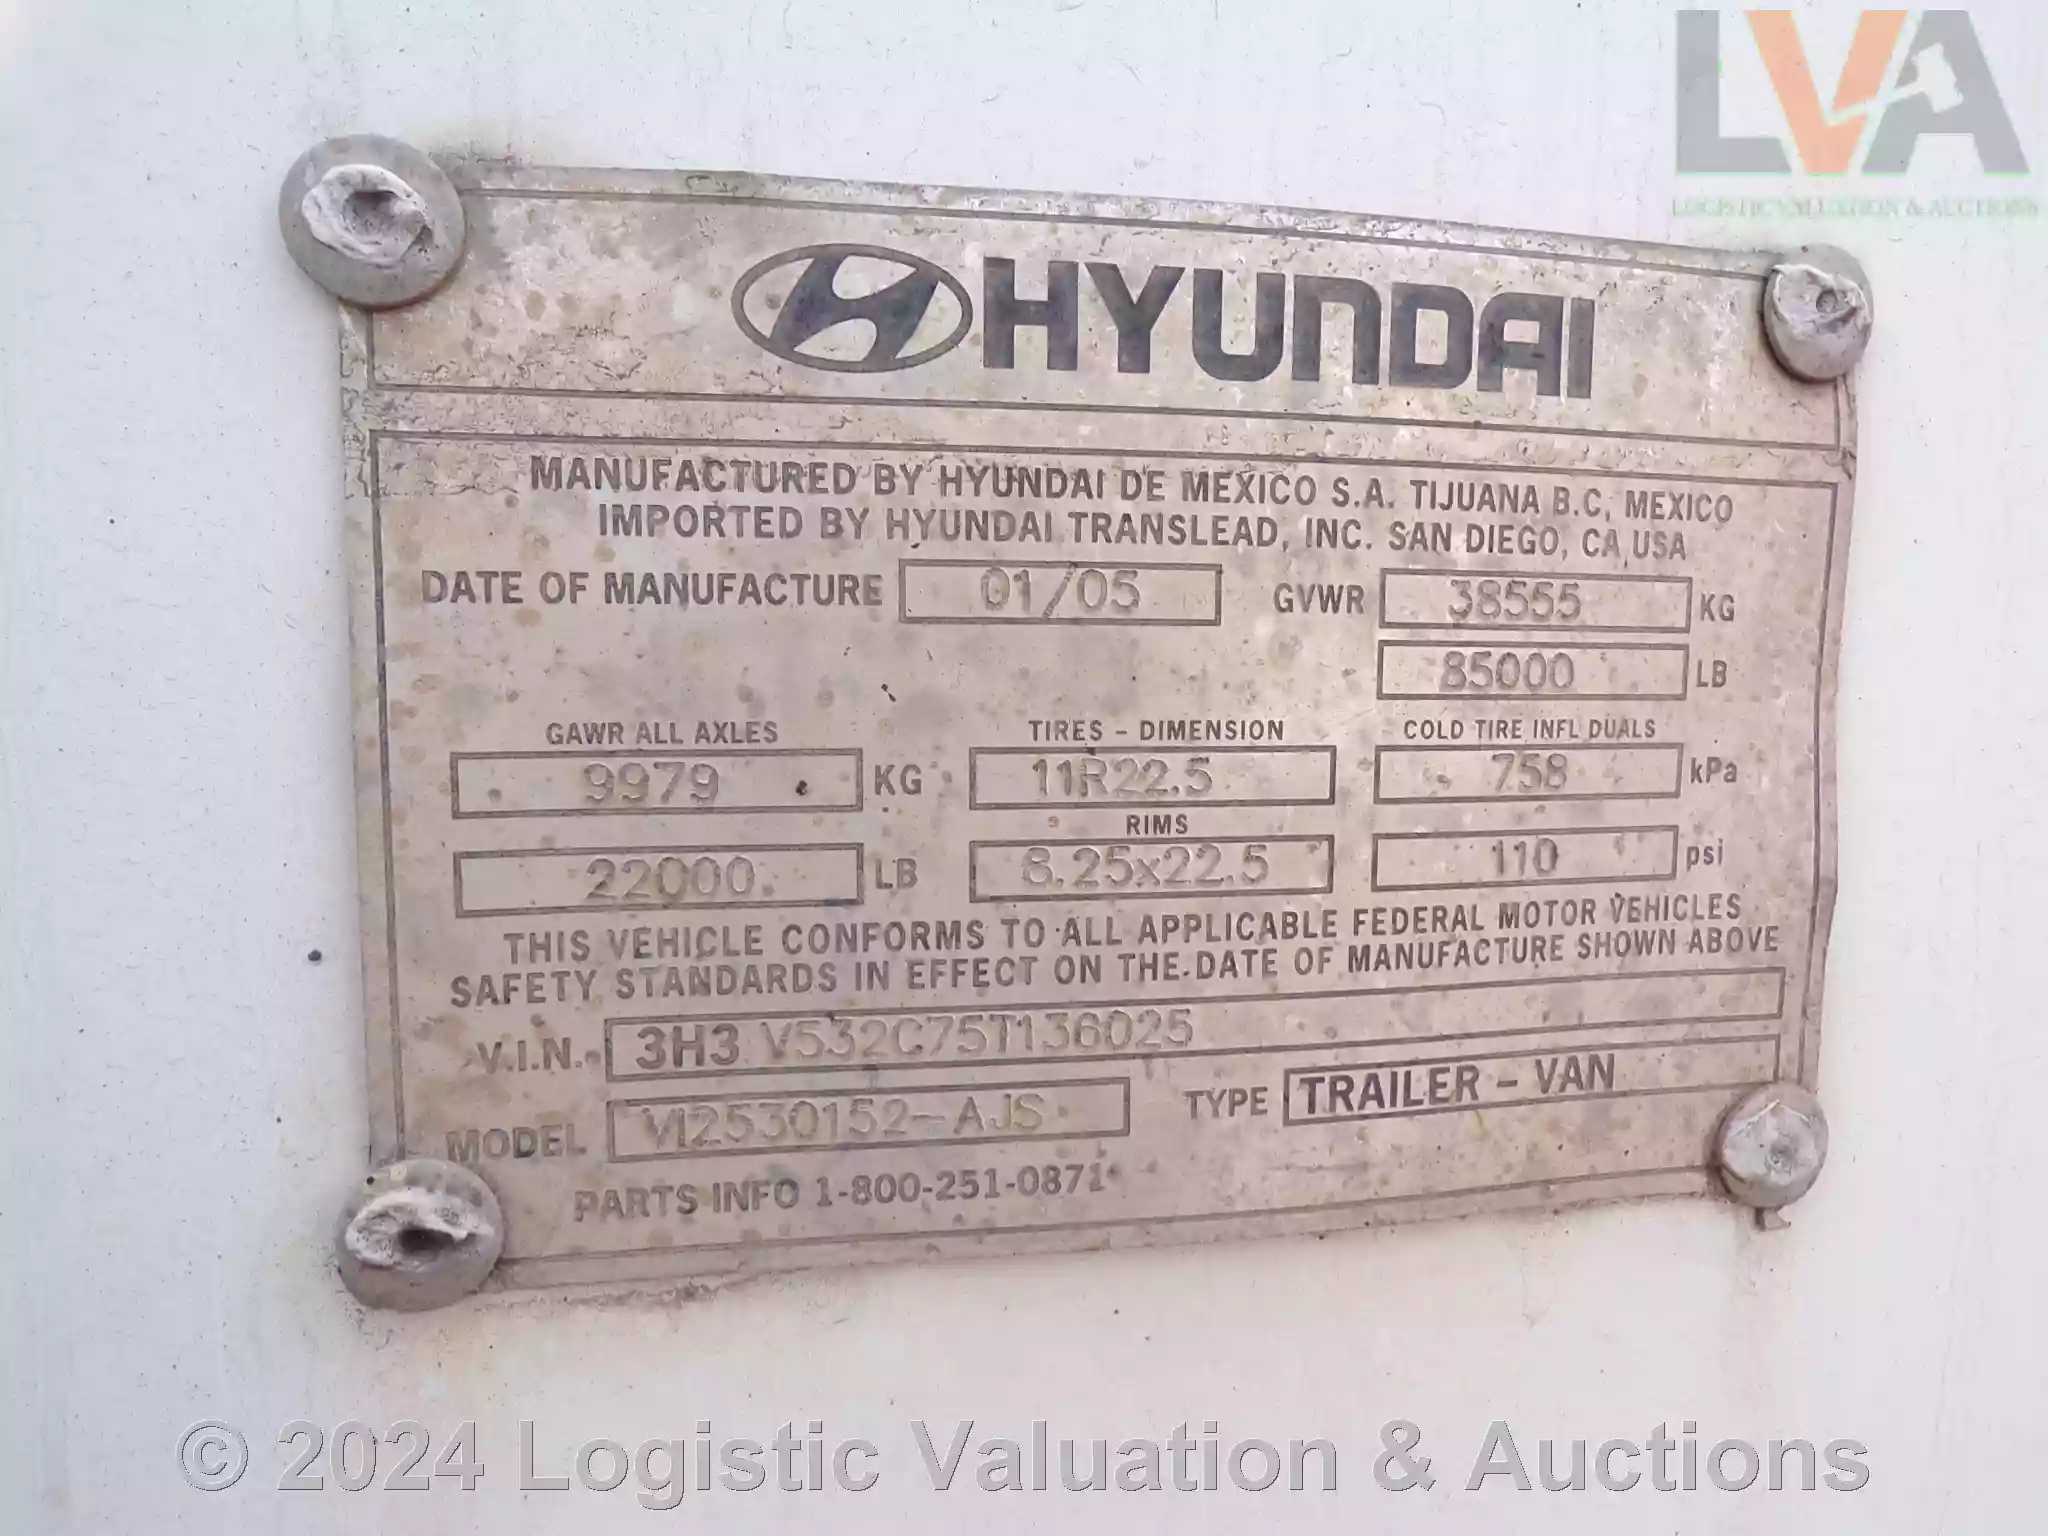 LVA
LOGISTIC VALUATION & AUCTIONS
HYUNDAI
MANUFACTURED BY HYUNDAI DE MEXICO S.A. TIJUANA B.C, MEXICO
IMPORTED BY HYUNDAI TRANSLEAD, INC. SAN DIEGO, CA, USA
DATE OF MANUFACTURE 01/05 GVWR 38555 KG
85000 LB
GAWR ALL AXLES TIRES - DIMENSION COLD TIRE INFL DUALS
9979 KG 11R22.5 758 kPa
RIMS
22000 LB 8.25x22.5 110 psi
THIS VEHICLE CONFORMS TO ALL APPLICABLE FEDERAL MOTOR VEHICLES
SAFETY STANDARDS IN EFFECT ON THE DATE OF MANUFACTURE SHOWN ABOVE
V.I.N. 3H3 V532C75T136025
MODEL VI2530152-AJS TYPE TRAILER - VAN
PARTS INFO 1-800-251-0871
© 2024 Logistic Valuation & Auctions